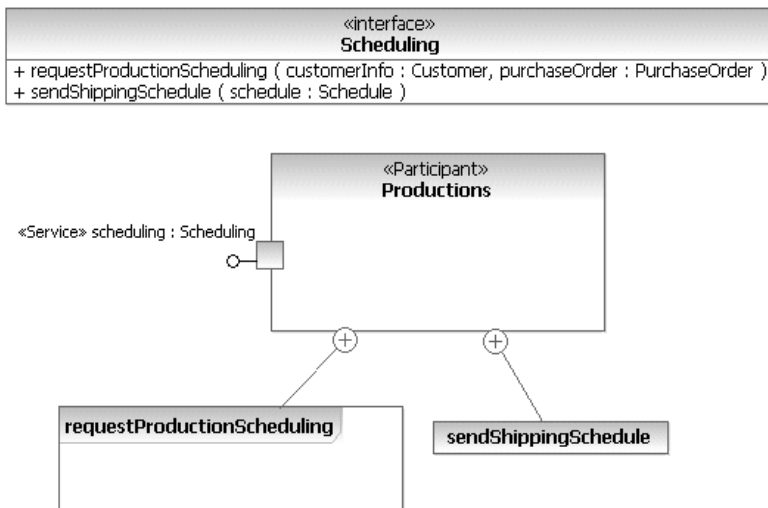 «interface»
Scheduling
+ requestProductionScheduling ( customerInfo : Customer, purchaseOrder : PurchaseOrder )
+ sendShippingSchedule ( schedule : Schedule )
«Participant»
Productions
«Service» scheduling : Scheduling
requestProductionScheduling
sendShippingSchedule